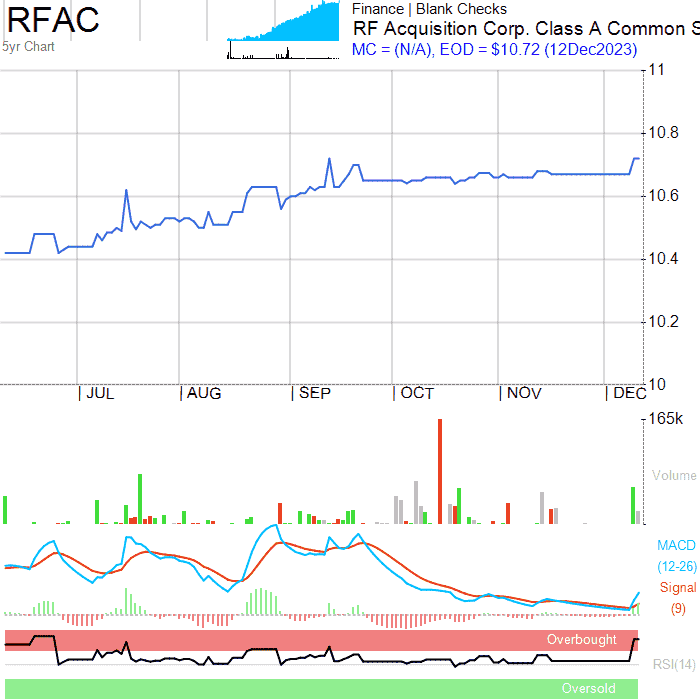 RFAC
5yr Chart
Finance | Blank Checks
RF Acquisition Corp. Class A Common S
MC = (N/A), EOD = $10.72 (12Dec2023)
11
10.8
10.6
10.4
10.2
10
JUL
AUG
SEP
OCT
NOV
DEC
165k
Volume
MACD
(12-26)
Signal
(9)
Overbought
RSI(14)
Oversold